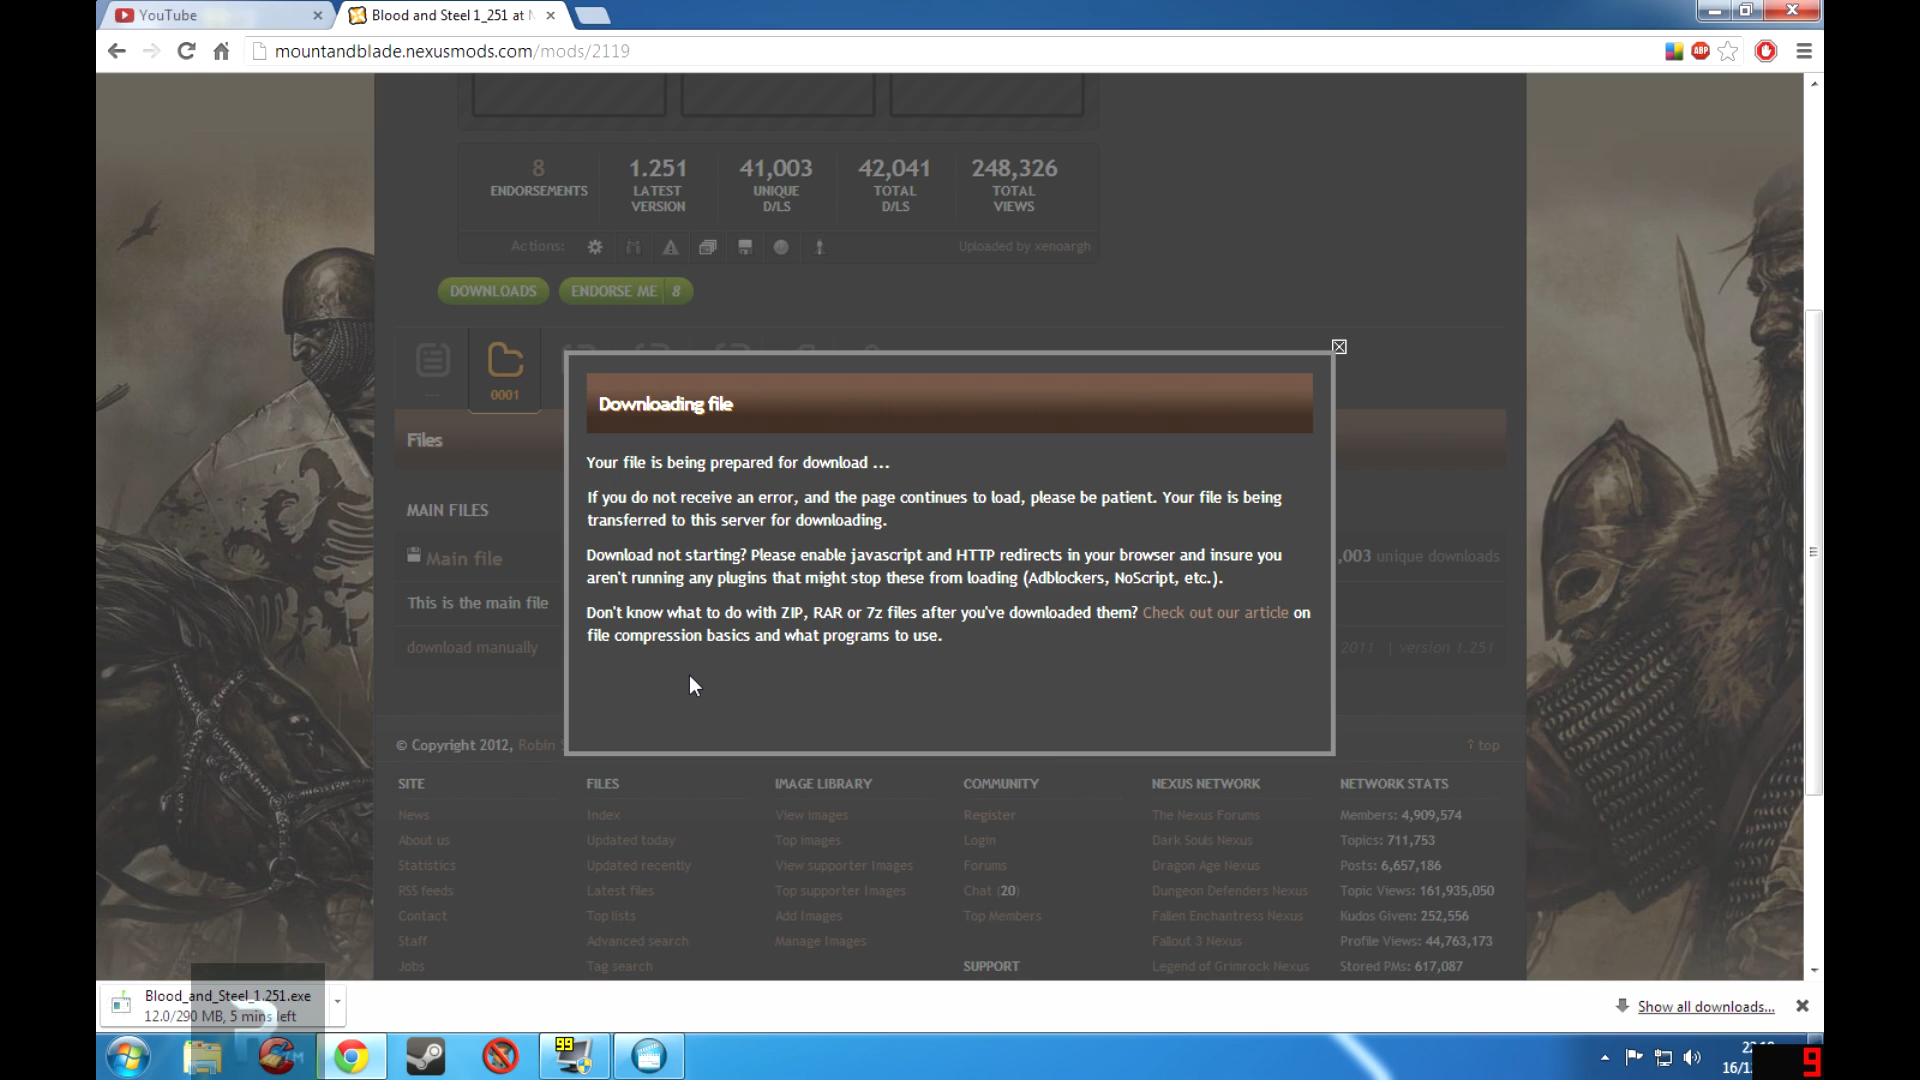 YouTube
Blood and Steel 1_251 at
mountandblade.nexusmods.com/mods/2119
ABP
8
ENDORSEMENTS
1.251
LATEST
VERSION
41,003
UNIQUE
D/LS
42,041
TOTAL
D/LS
248,326
TOTAL
VIEWS
Actions:
Uploaded by xenoargh
DOWNLOADS
ENDORSE ME 8
---
0001
Files
Downloading file
Your file is being prepared for download ...
If you do not receive an error, and the page continues to load, please be patient. Your file is being
transferred to this server for downloading.
Download not starting? Please enable javascript and HTTP redirects in your browser and insure you
aren't running any plugins that might stop these from loading (Adblockers, NoScript, etc.).
Don't know what to do with ZIP, RAR or 7z files after you've downloaded them? Check out our article on
file compression basics and what programs to use.
MAIN FILES
Main file
,003 unique downloads
This is the main file
download manually
2011 | version 1.251
© Copyright 2012, Robin
top
SITE
News
About us
Statistics
RSS feeds
Contact
Staff
Jobs
FILES
Index
Updated today
Updated recently
Latest files
Top lists
Advanced search
Tag search
IMAGE LIBRARY
View images
Top images
View supporter images
Top supporter images
Add images
Manage images
COMMUNITY
Register
Login
Forums
Chat (20)
Top Members
SUPPORT
NEXUS NETWORK
The Nexus Forums
Dark Souls Nexus
Dragon Age Nexus
Dungeon Defenders Nexus
Fallen Enchantress Nexus
Fallout 3 Nexus
Legend of Grimrock Nexus
NETWORK STATS
Members: 4,909,574
Topics: 711,753
Posts: 6,657,186
Topic Views: 161,935,050
Kudos Given: 252,556
Profile Views: 44,763,173
Stored PMs: 617,087
Blood_and_Steel_1.251.exe
12.0/290 MB, 5 mins left
Show all downloads...
99
16/1
9